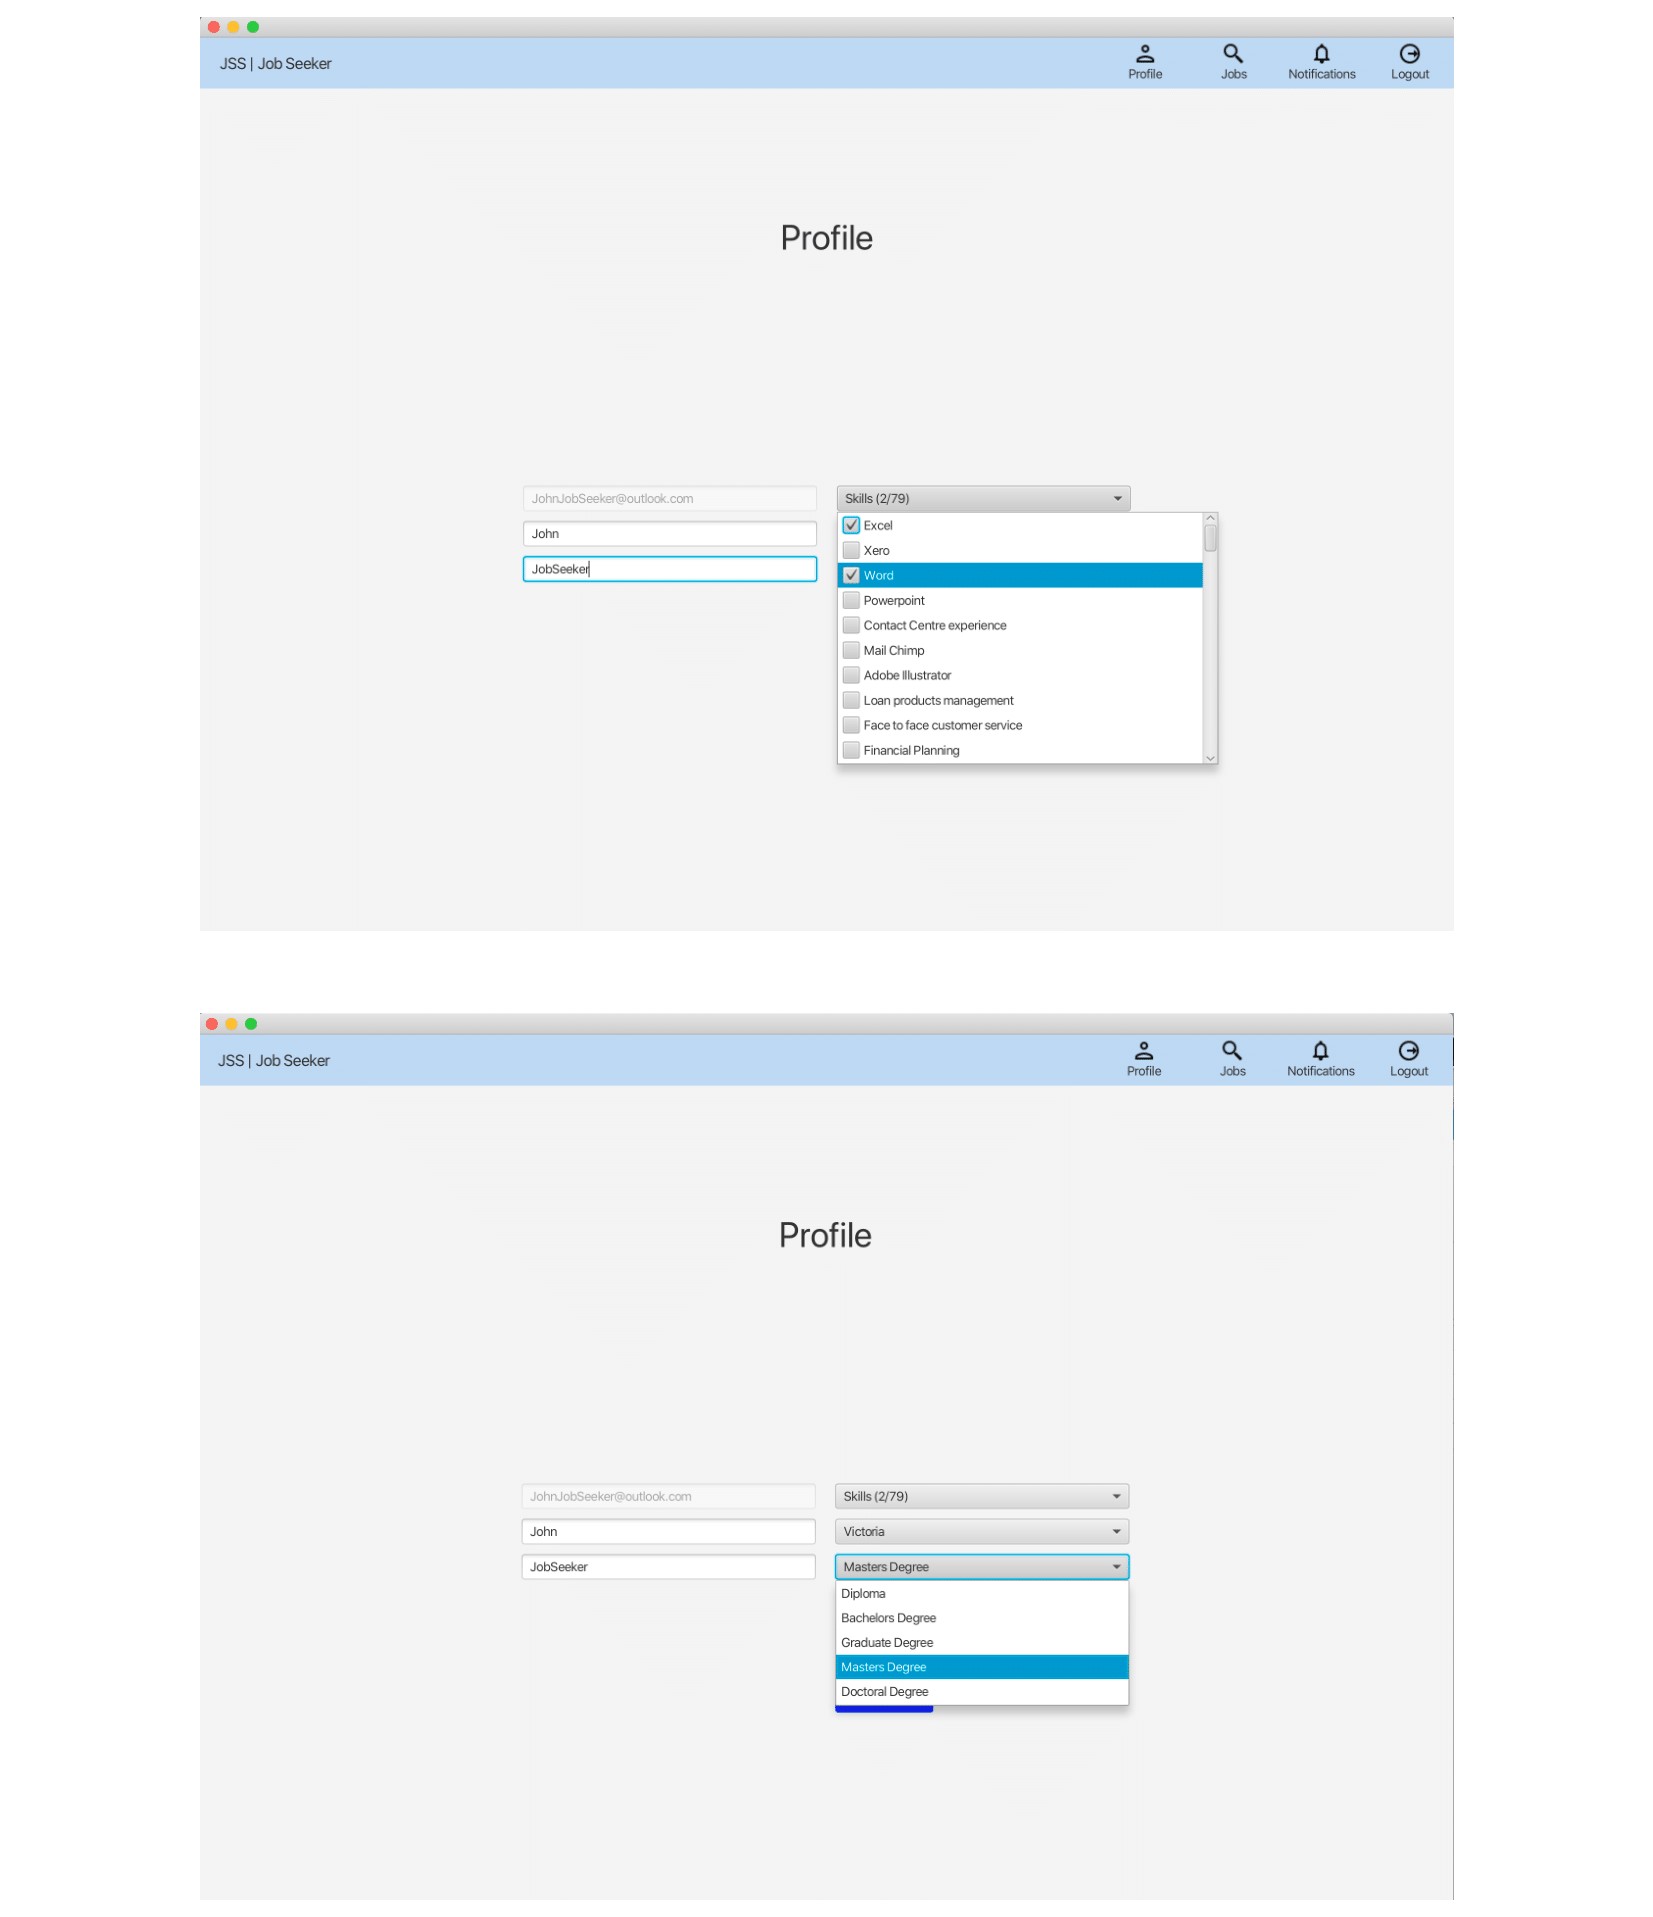 JSS | Job Seeker
Profile
Jobs
Notifications
Logout
Profile
JohnJobSeeker@outlook.com
John
JobSeeker
Skills (2/79)
Excel
Xero
Word
Powerpoint
Contact Centre experience
Mail Chimp
Adobe Illustrator
Loan products management
Face to face customer service
Financial Planning
JSS | Job Seeker
Profile
Jobs
Notifications
Logout
Profile
JohnJobSeeker@outlook.com
John
JobSeeker
Skills (2/79)
Victoria
Masters Degree
Diploma
Bachelors Degree
Graduate Degree
Masters Degree
Doctoral Degree